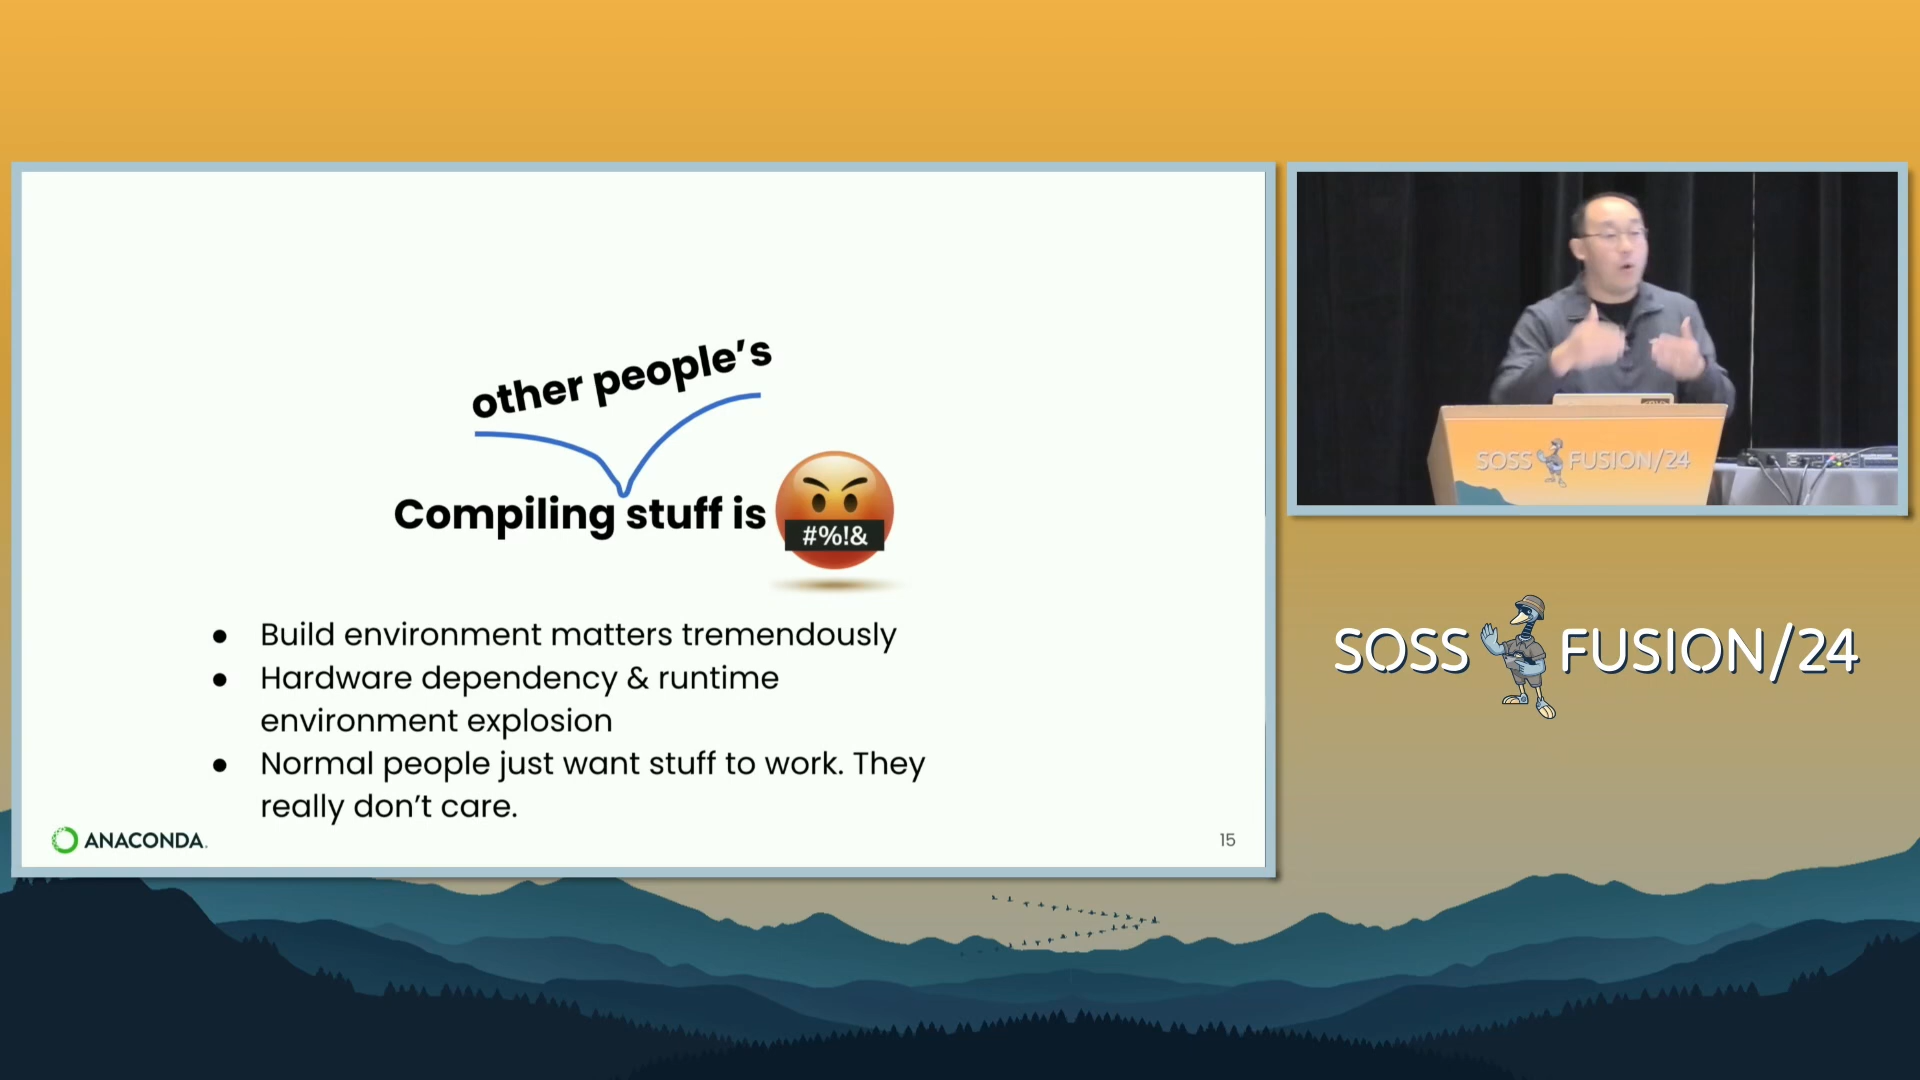 other people's
Compiling stuff is
#%!&
● Build environment matters tremendously
● Hardware dependency & runtime
environment explosion
● Normal people just want stuff to work. They
really don't care.
ANACONDA.
15
SOSS FUSION/24
SOSS FUSION/24